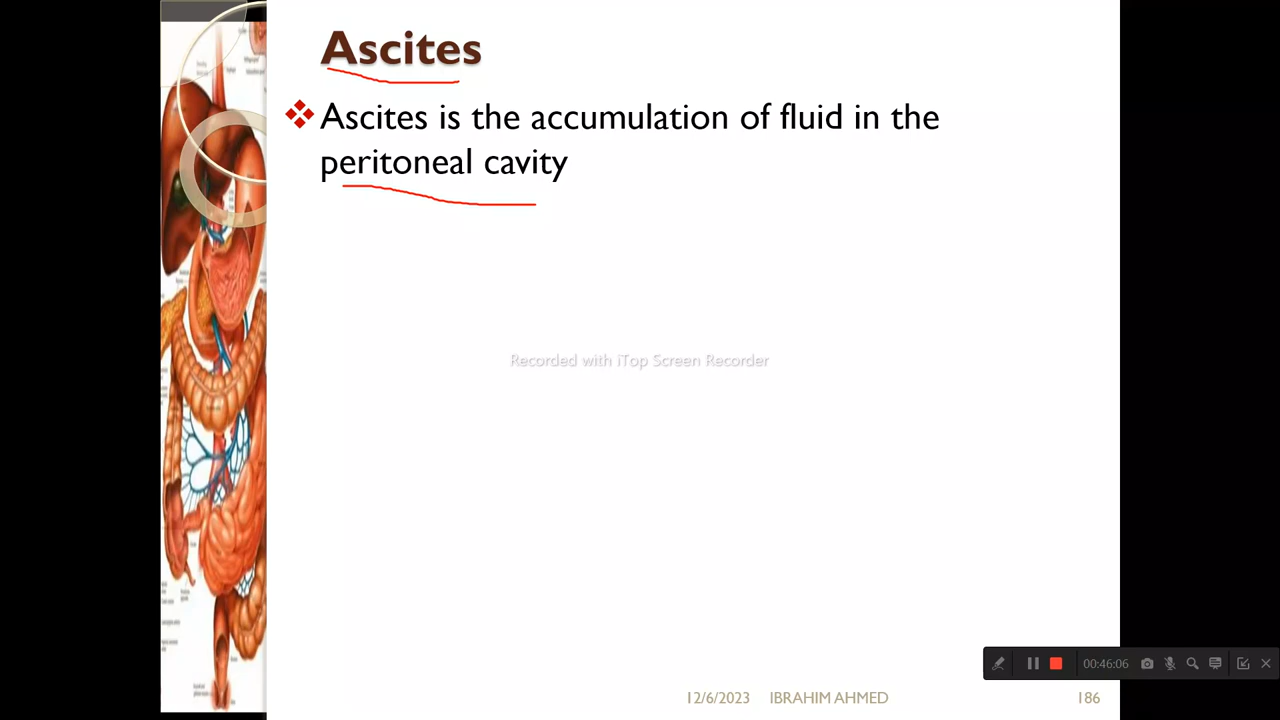 Ascites
Ascites is the accumulation of fluid in the
peritoneal cavity
Recorded with iTop Screen Recorder
00:46:06
12/6/2023 IBRAHIM AHMED 186